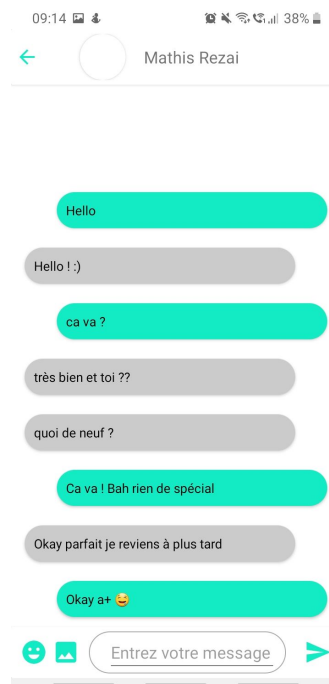 09:14 38%
Mathis Rezai
Hello
Hello ! :)
ca va ?
très bien et toi ??
quoi de neuf ?
Ca va ! Bah rien de spécial
Okay parfait je reviens à plus tard
Okay a+ 😅
Entrez votre message